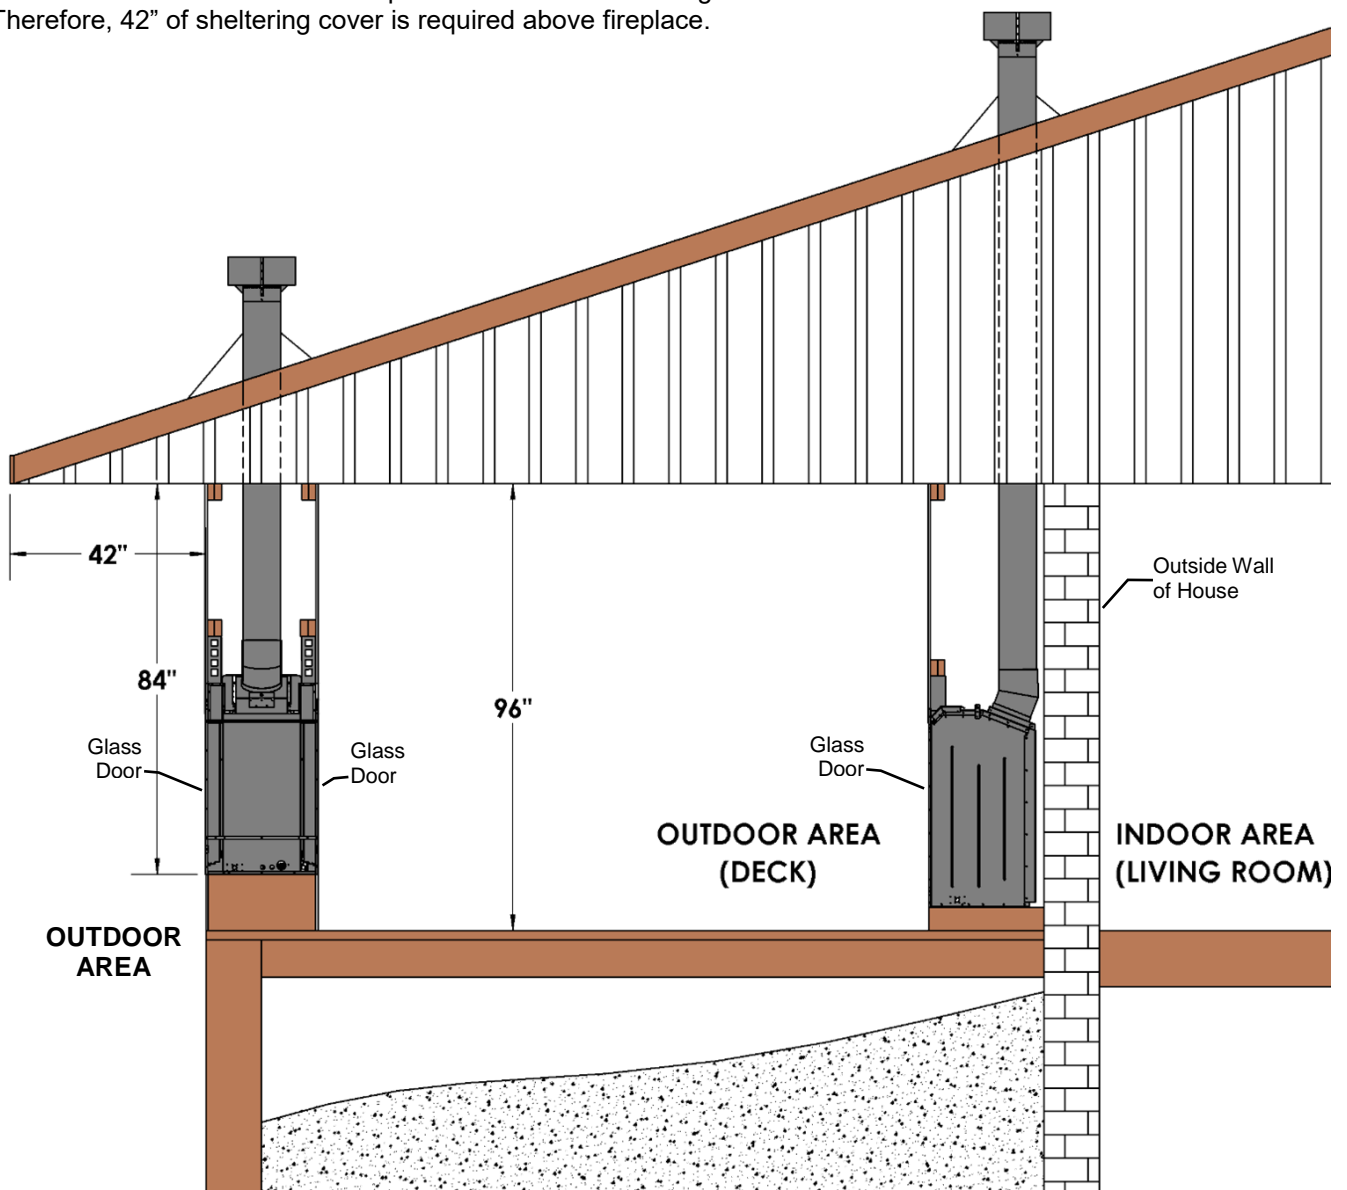 Therefore, 42” of sheltering cover is required above fireplace.
42"
Outside Wall
of House
84"
96"
Glass
Door
Glass
Door
Glass
Door
OUTDOOR AREA
(DECK)
INDOOR AREA
(LIVING ROOM)
OUTDOOR
AREA